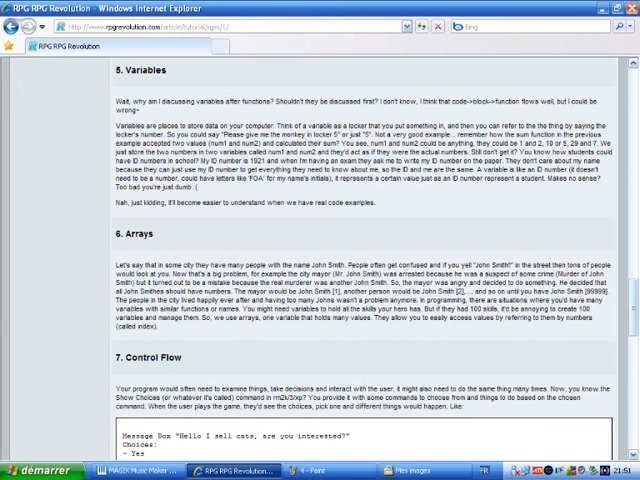 RPG RPG Revolution - Windows Internet Explorer
http://www.rpgrevolution.com/article/tutorial/rgss/1/
Bing
RPG RPG Revolution
5. Variables
Wait, why am I discussing variables after functions? Shouldn't they be discussed first? I don't know, I think that code->block->function flows well, but I could be
wrong~
Variables are places to store data on your computer. Think of a variable as a locker that you put something in, and then you can refer to the the thing by saying the
locker's number. So you could say "Please give me the monkey in locker 5" or just "5". Not a very good example... remember how the sum function in the previous
example accepted two values (num1 and num2) and calculated their sum? You see, num1 and num2 could be anything, they could be 1 and 2, 10 or 5, 29 and 7. We
just store the two numbers in two variables called num1 and num2 and they'd act as if they were the actual numbers. Still don't get it? You know how students could
have ID numbers in school? My ID number is 1921 and when I'm having an exam they ask me to write my ID number on the paper. They don't care about my name
because they can just use my ID number to get everything they need to know about me, so the ID and me are the same. A variable is like an ID number (it doesn't
need to be a number, could have letters like 'FOA' for my name's initials), it represents a certain value just as an ID number represent a student. Makes no sense?
Too bad you're just dumb :(
Nah, just kidding, it'll become easier to understand when we have real code examples.
6. Arrays
Let's say that in some city they have many people with the name John Smith. People often get confused and if you yell "John Smith!" in the street then tons of people
would look at you. Now that's a big problem, for example the city mayor (Mr. John Smith) was arrested because he was a suspect of some crime (Murder of John
Smith) but it turned out to be a mistake because the real murderer was another John Smith. So, the mayor was angry and decided to do something. He decided that
all John Smithes should have numbers. The mayor would be John Smith [1], another person would be John Smith [2],... and so on until you have John Smith [99999].
The people in the city lived happily ever after and having too many Johns wasn't a problem anymore. In programming, there are situations where you'd have many
variables with similar functions or names. You might need variables to hold all the skills your hero has. But if they had 100 skills, it'd be annoying to create 100
variables and manage them. So, we use arrays, one variable that holds many values. They allow you to easily access values by referring to them by numbers
(called index).
7. Control Flow
Your program would often need to examine things, take decisions and interact with the user, it might also need to do the same thing many times. Now, you know the
Show Choices (or whatever it's called) command in rm2k/3/xp? You provide it with some commands to choose from and things to do based on the chosen
command. When the user plays the game, they'd see the choices, pick one and different things would happen. Like:
Message Box "Hello I sell cats, are you interested?"
Choices:
- Yes
démarrer
MAGIX Music Maker ...
RPG RPG Revolution...
4 - Paint
Mes images
FR
21:51